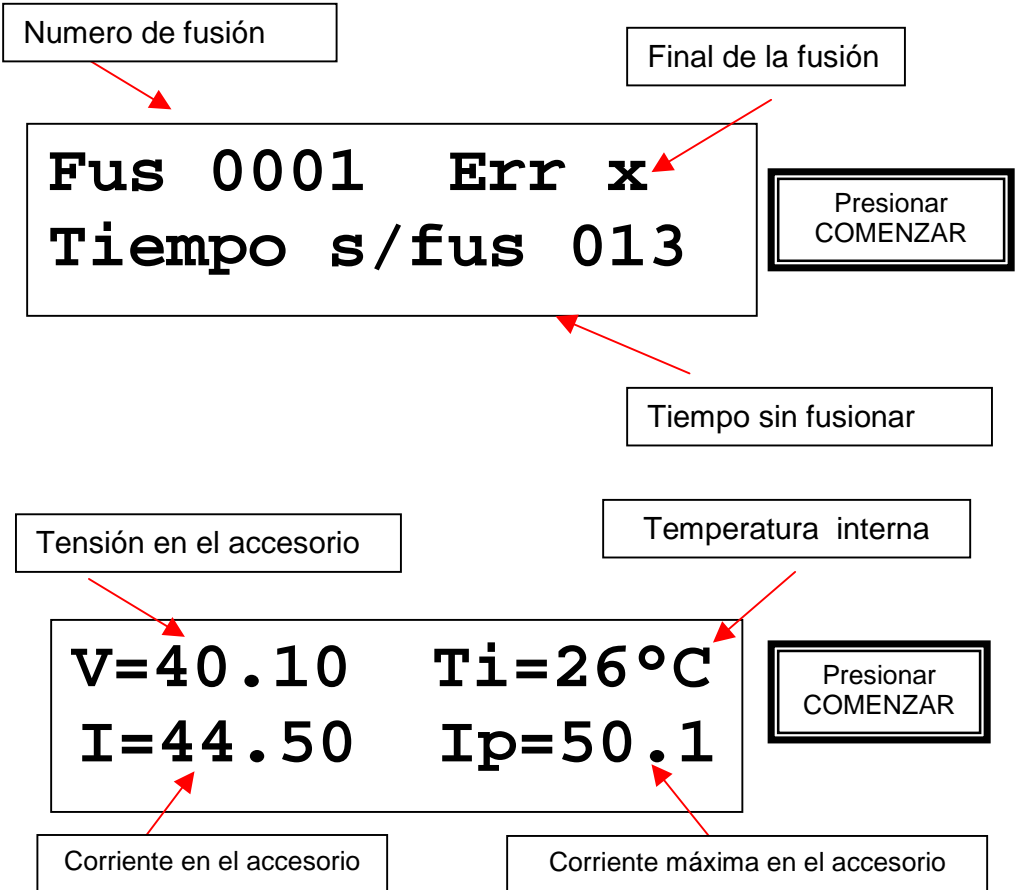 Numero de fusión
Final de la fusión
Fus 0001 Err x
Tiempo s/fus 013
Presionar
COMENZAR
Tiempo sin fusionar
Tensión en el accesorio
Temperatura interna
V=40.10 Ti=26ºC
I=44.50 Ip=50.1
Presionar
COMENZAR
Corriente en el accesorio
Corriente máxima en el accesorio